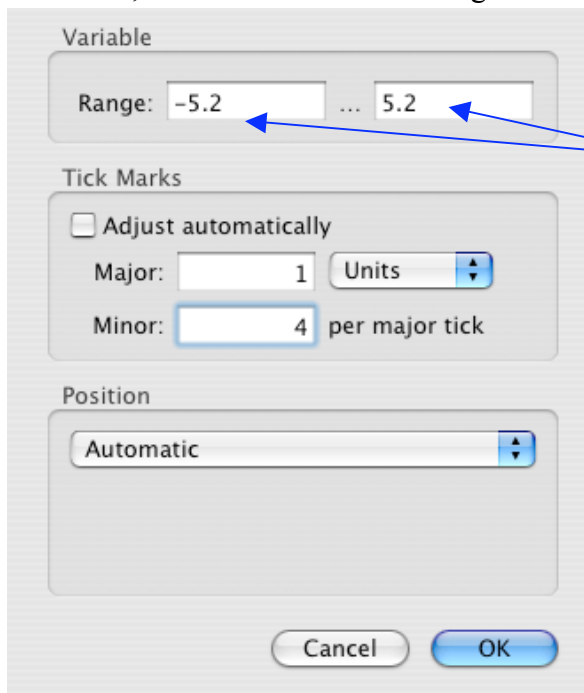 Variable
Range: -5.2 ... 5.2
Tick Marks
Adjust automatically
Major: 1 Units
Minor: 4 per major tick
Position
Automatic
Cancel OK